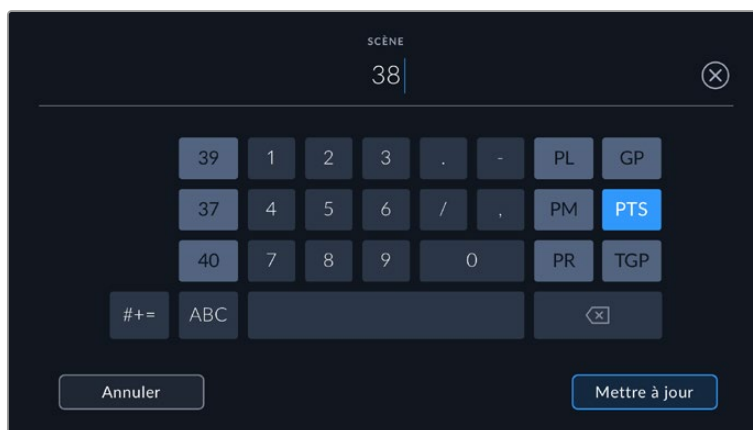 SCÈNE
38
39 1 2 3 . - PL GP
37 4 5 6 / , PM PTS
40 7 8 9 0 PR TGP
#+= ABC
Annuler Mettre à jour